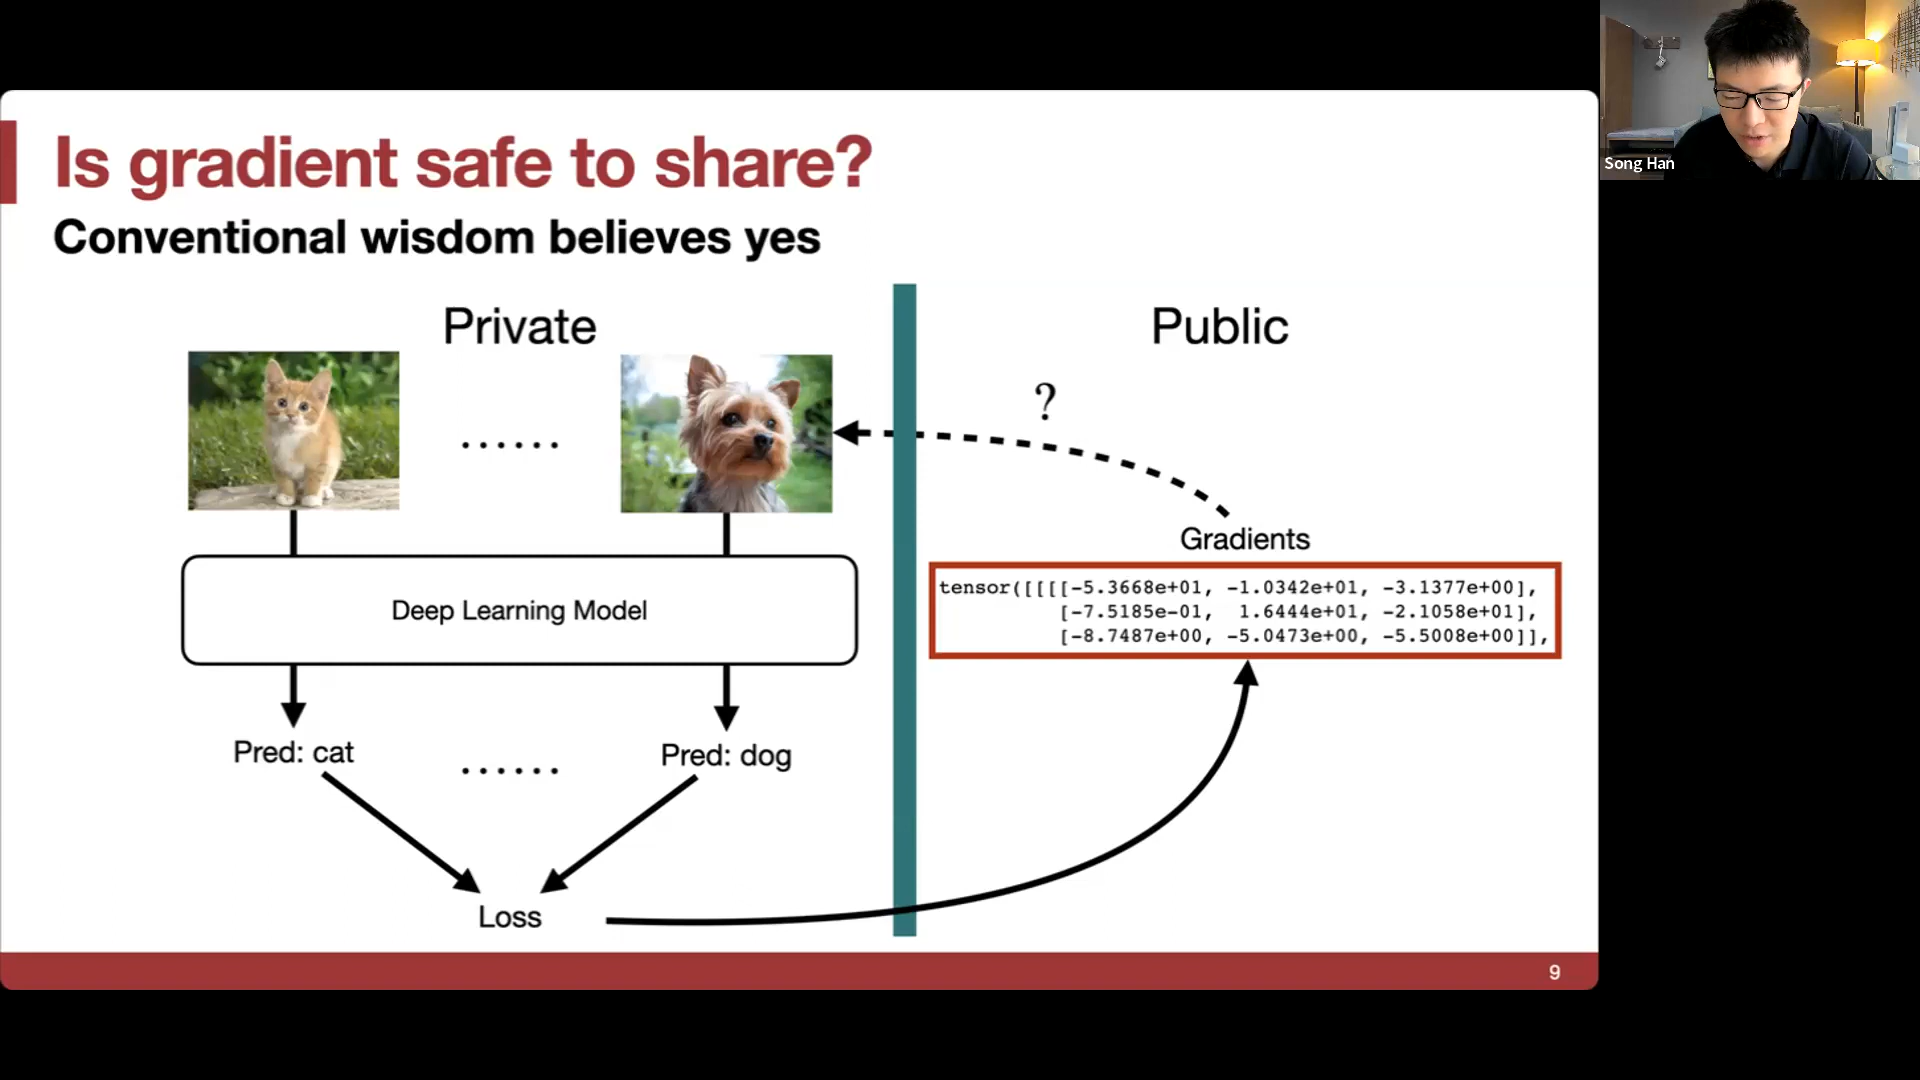 Is gradient safe to share?
Conventional wisdom believes yes
Private
Public
......
?
Gradients
tensor([[[[-5.3668e+01, -1.0342e+01, -3.1377e+00],
[-7.5185e-01, 1.6444e+01, -2.1058e+01],
[-8.7487e+00, -5.0473e+00, -5.5008e+00]],
Deep Learning Model
Pred: cat
......
Pred: dog
Loss
9
Song Han